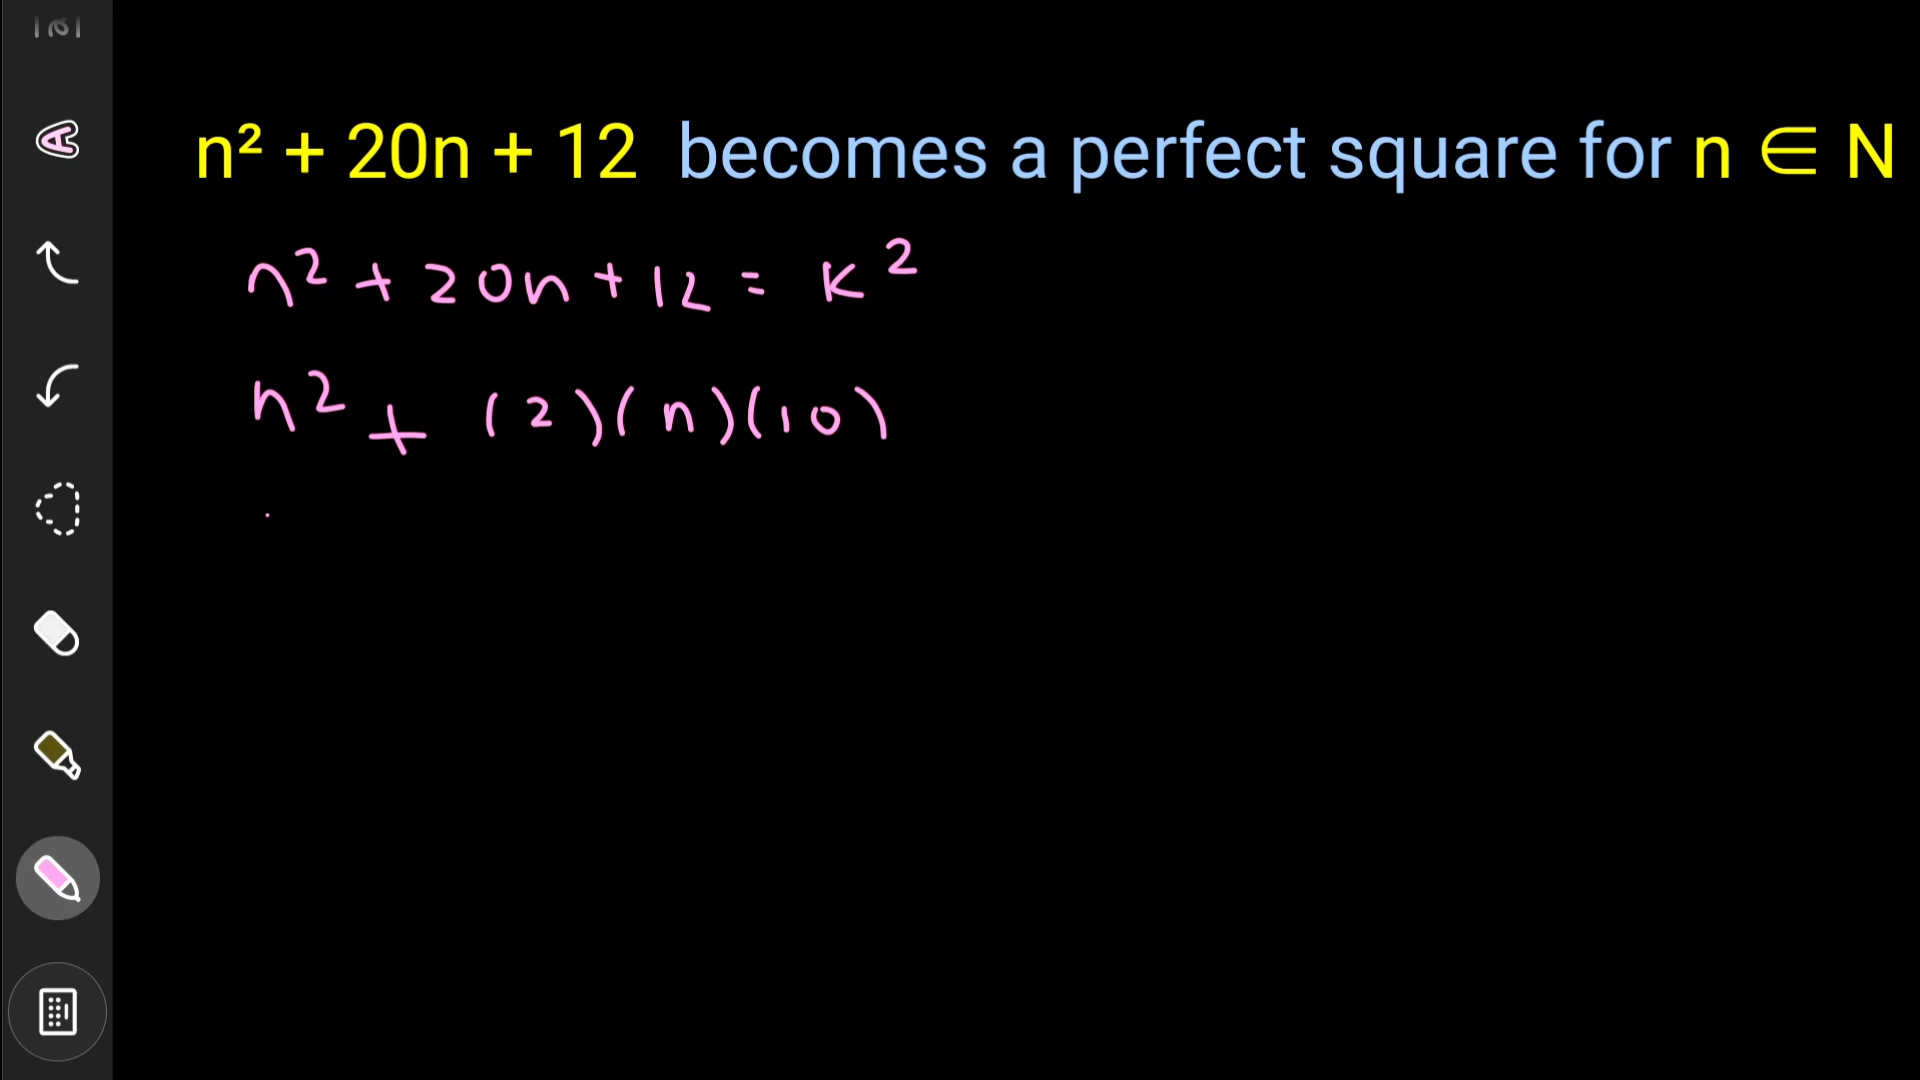 n² + 20n + 12 becomes a perfect square for n ∈ N
n² + 20n + 12 = k²
n² + (2)(n)(10)